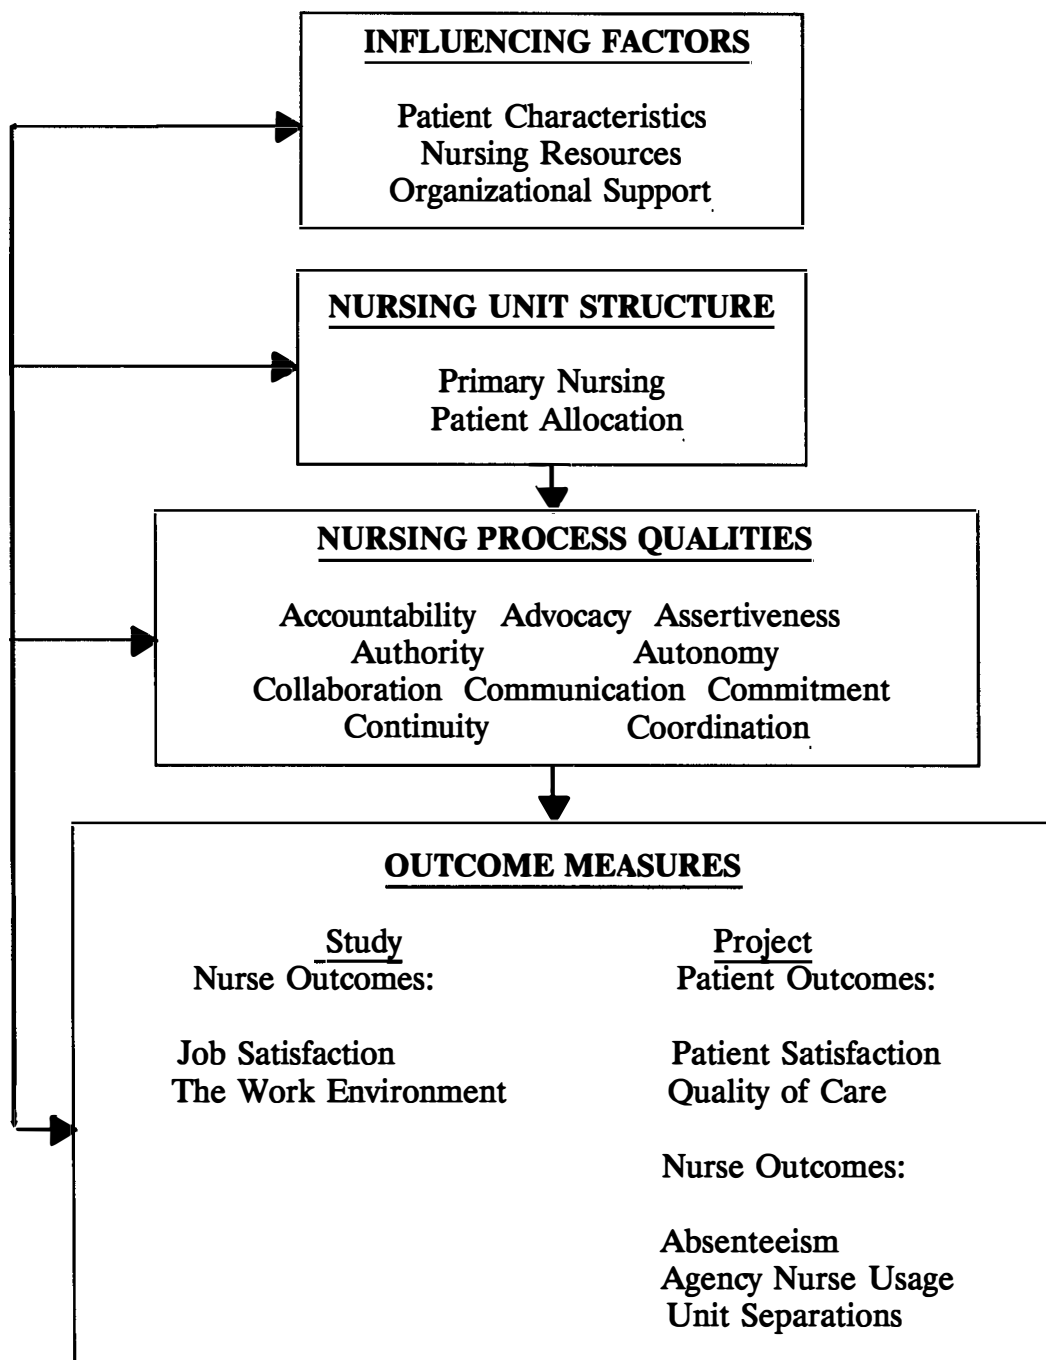 INFLUENCING FACTORS
Patient Characteristics
Nursing Resources
Organizational Support
NURSING UNIT STRUCTURE
Primary Nursing
Patient Allocation
NURSING PROCESS QUALITIES
Accountability Advocacy Assertiveness
Authority Autonomy
Collaboration Communication Commitment
Continuity Coordination
OUTCOME MEASURES
Study
Nurse Outcomes:
Job Satisfaction
The Work Environment
Project
Patient Outcomes:
Patient Satisfaction
Quality of Care
Nurse Outcomes:
Absenteeism
Agency Nurse Usage
Unit Separations